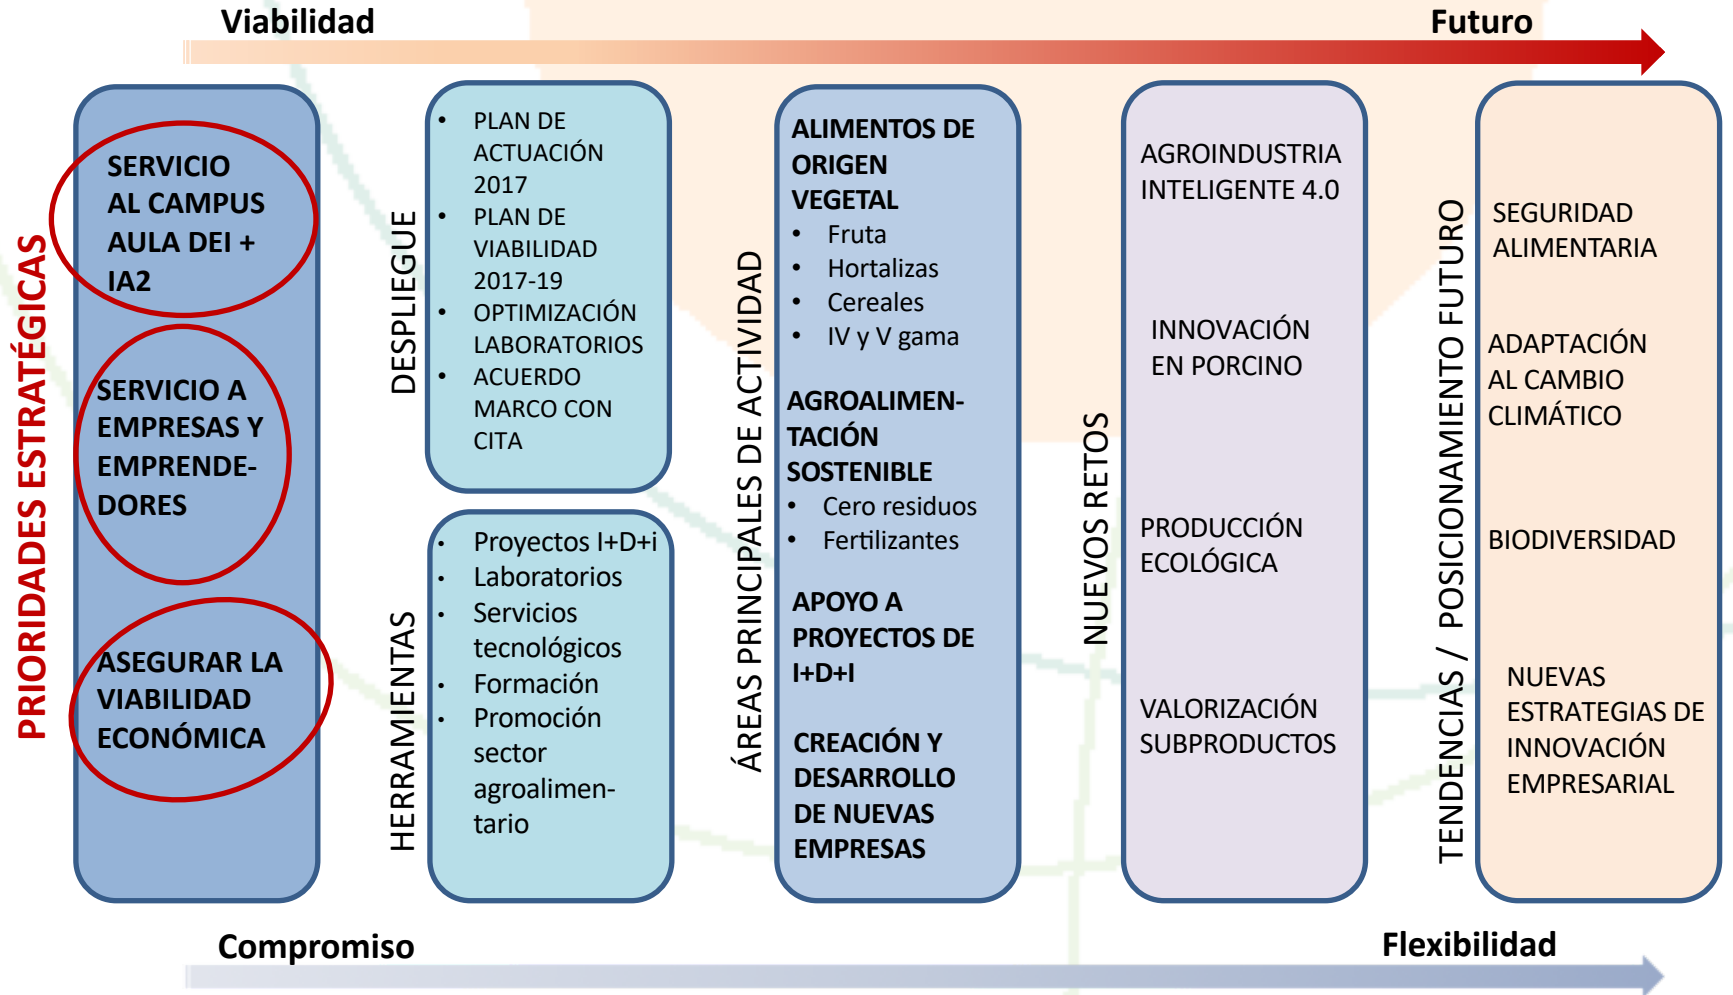 Viabilidad
Futuro
PRIORIDADES ESTRATÉGICAS
SERVICIO
AL CAMPUS
AULA DEI +
IA2
SERVICIO A
EMPRESAS Y
EMPRENDE-
DORES
ASEGURAR LA
VIABILIDAD
ECONÓMICA
DESPLIEGUE
• PLAN DE
ACTUACIÓN
2017
• PLAN DE
VIABILIDAD
2017-19
• OPTIMIZACIÓN
LABORATORIOS
• ACUERDO
MARCO CON
CITA
HERRAMIENTAS
• Proyectos I+D+i
• Laboratorios
• Servicios
tecnológicos
• Formación
• Promoción
sector
agroalimen-
tario
ÁREAS PRINCIPALES DE ACTIVIDAD
ALIMENTOS DE
ORIGEN
VEGETAL
• Fruta
• Hortalizas
• Cereales
• IV y V gama
AGROALIMEN-
TACIÓN
SOSTENIBLE
• Cero residuos
• Fertilizantes
APOYO A
PROYECTOS DE
I+D+I
CREACIÓN Y
DESARROLLO
DE NUEVAS
EMPRESAS
NUEVOS RETOS
AGROINDUSTRIA
INTELIGENTE 4.0
INNOVACIÓN
EN PORCINO
PRODUCCIÓN
ECOLÓGICA
VALORIZACIÓN
SUBPRODUCTOS
TENDENCIAS / POSICIONAMIENTO FUTURO
SEGURIDAD
ALIMENTARIA
ADAPTACIÓN
AL CAMBIO
CLIMÁTICO
BIODIVERSIDAD
NUEVAS
ESTRATEGIAS DE
INNOVACIÓN
EMPRESARIAL
Compromiso
Flexibilidad